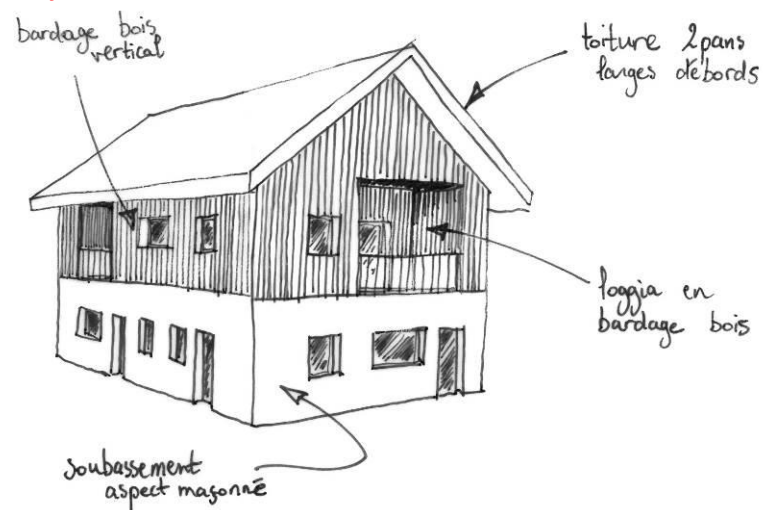 bardage bois
vertical
toiture 2pans
larges débords
loggia en
bardage bois
soubassement
aspect maçonné